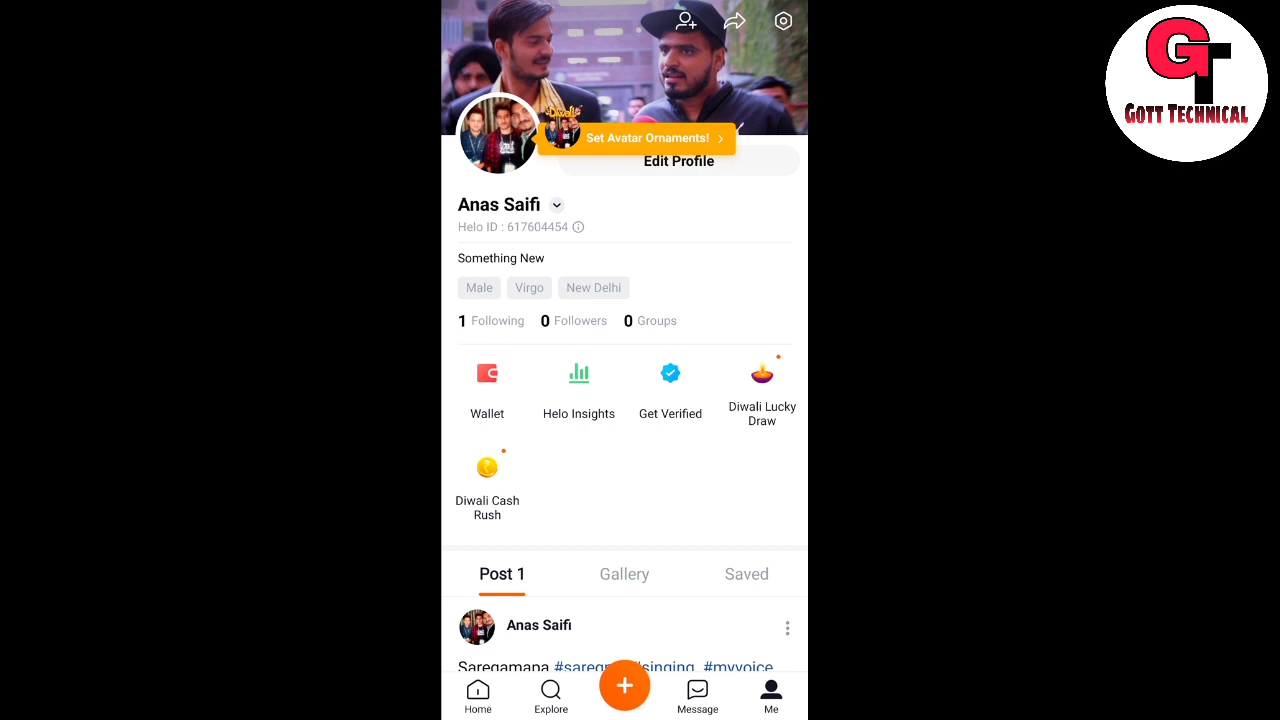 GT
GOTT TECHNICAL
DIWALI
Set Avatar Ornaments!
Edit Profile
Anas Saifi
Helo ID : 617604454
Something New
Male Virgo New Delhi
1 Following 0 Followers 0 Groups
Wallet Helo Insights Get Verified Diwali Lucky Draw
Diwali Cash Rush
Post 1 Gallery Saved
Anas Saifi
Saregamapa #singing #myvoice
Home Explore Message Me